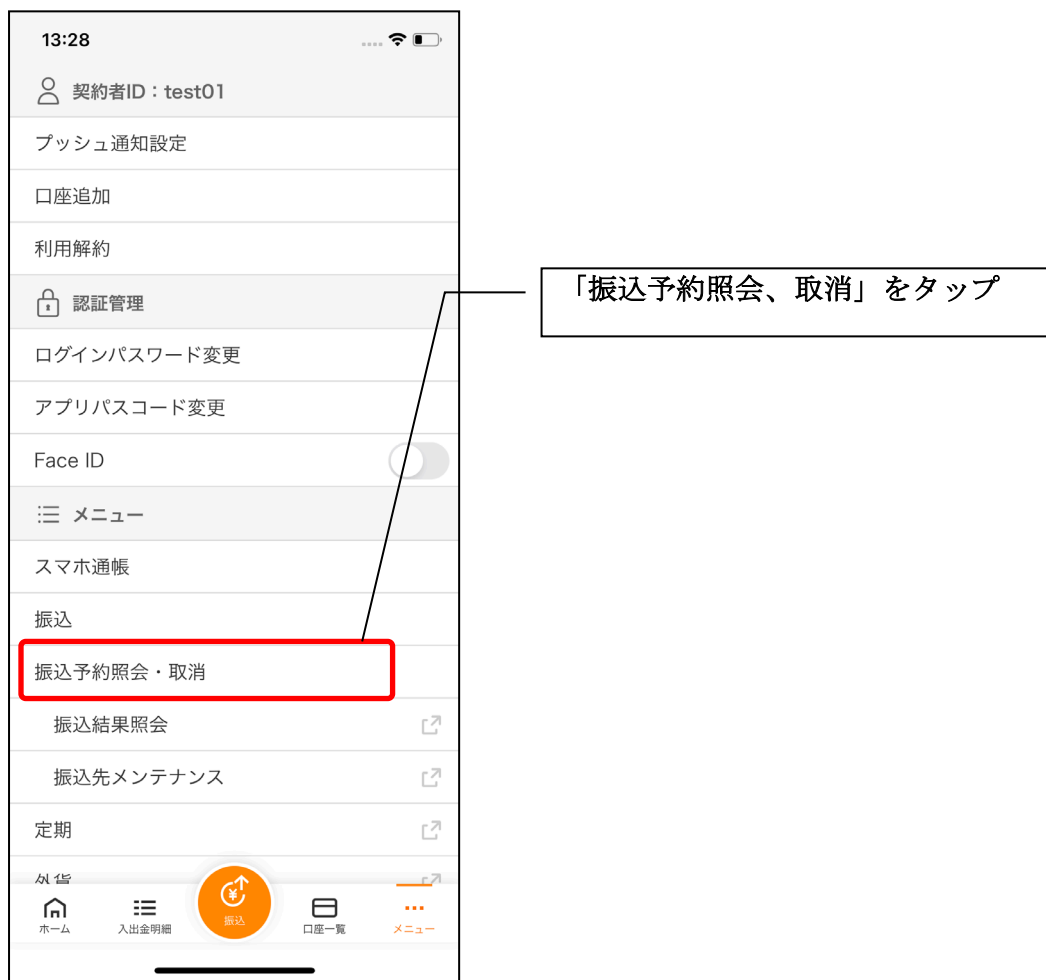 13:28
契約者ID：test01
プッシュ通知設定
口座追加
利用解約
認証管理
「振込予約照会、取消」をタップ
ログインパスワード変更
アプリパスコード変更
Face ID
メニュー
スマホ通帳
振込
振込予約照会・取消
振込結果照会
振込先メンテナンス
定期
外貨
振込
ホーム
入出金明細
口座一覧
メニュー